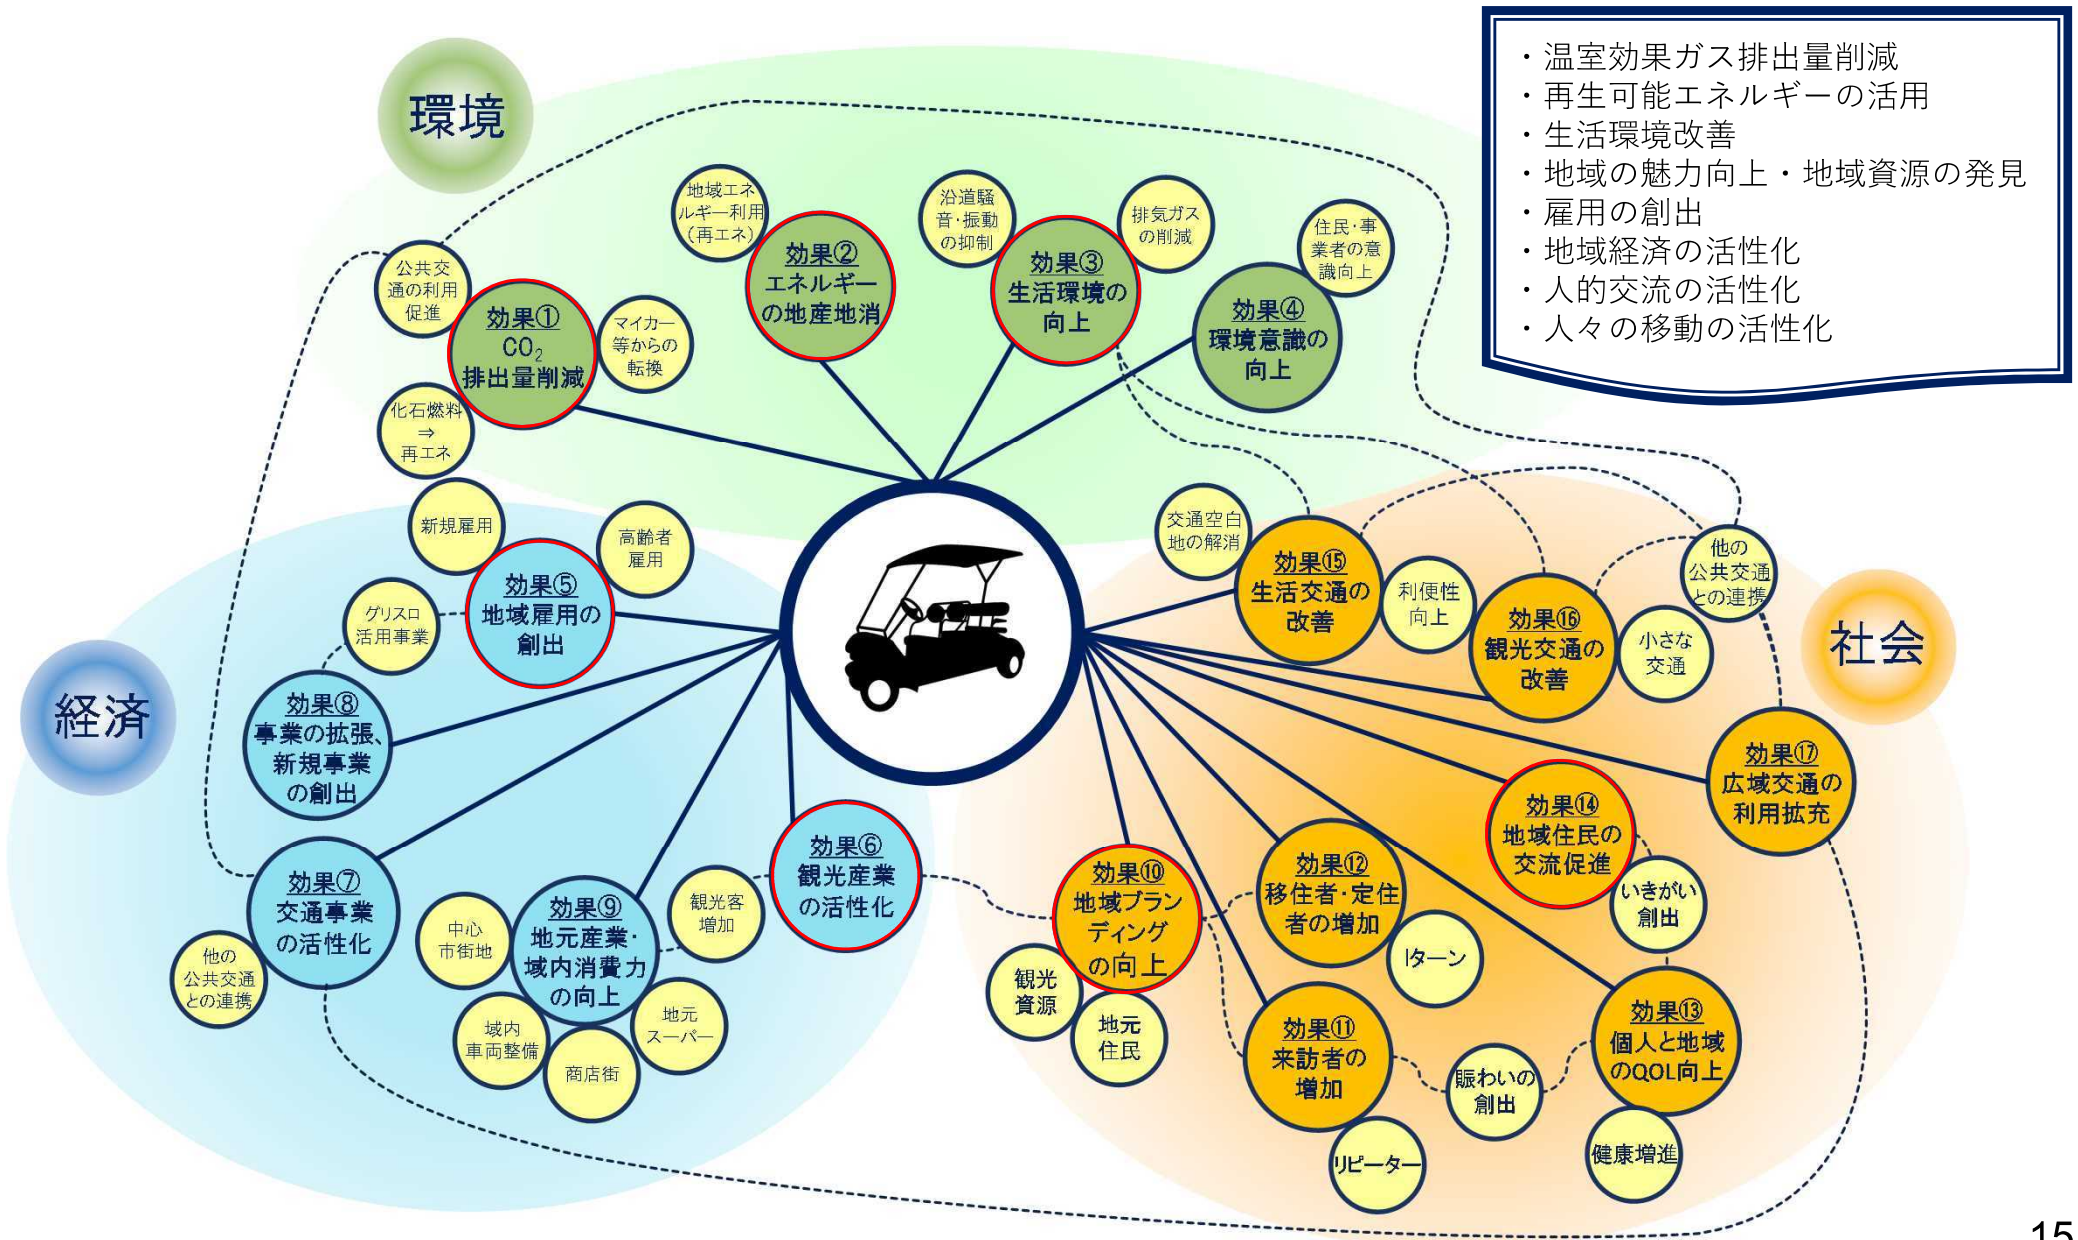 ・温室効果ガス排出量削減
・再生可能エネルギーの活用
・生活環境改善
・地域の魅力向上・地域資源の発見
・雇用の創出
・地域経済の活性化
・人的交流の活性化
・人々の移動の活性化
環境
公共交
通の利用
促進
効果①
CO₂
排出量削減
マイカー
等からの
転換
化石燃料
⇒
再エネ
地域エネ
ルギー利用
（再エネ）
効果②
エネルギー
の地産地消
沿道騒
音・振動
の抑制
効果③
生活環境の
向上
排気ガス
の削減
効果④
環境意識の
向上
住民・事
業者の意
識向上
経済
新規雇用
効果⑤
地域雇用の
創出
高齢者
雇用
グリスロ
活用事業
効果⑧
事業の拡張、
新規事業
の創出
効果⑦
交通事業
の活性化
他の
公共交通
との連携
中心
市街地
効果⑨
地元産業・
域内消費力
の向上
域内
車両整備
商店街
地元
スーパー
観光客
増加
効果⑥
観光産業
の活性化
社会
交通空白
地の解消
効果⑮
生活交通の
改善
利便性
向上
効果⑯
観光交通の
改善
小さな
交通
他の
公共交通
との連携
効果⑰
広域交通の
利用拡充
効果⑭
地域住民の
交流促進
いきがい
創出
効果⑫
移住者・定住
者の増加
Iターン
効果⑩
地域ブラン
ディング
の向上
観光
資源
地元
住民
効果⑪
来訪者の
増加
リピーター
賑わいの
創出
効果⑬
個人と地域
のQOL向上
健康増進
15